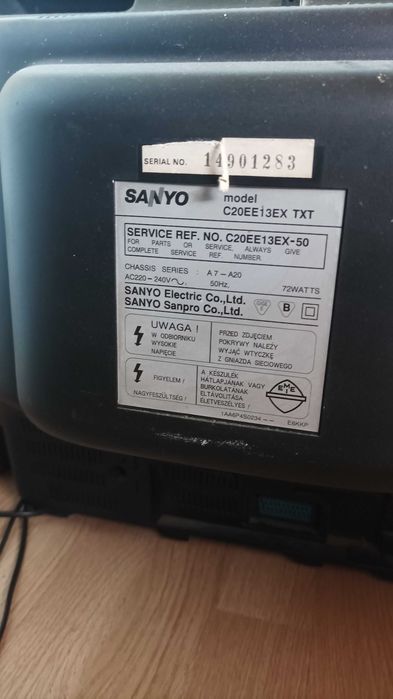 SERIAL NO. 14901283
SANYO model
C20EE13EX TXT
SERVICE REF. NO. C20EE13EX-50
FOR PARTS OR SERVICE, ALWAYS GIVE
COMPLETE SERVICE REF. NUMBER.
CHASSIS SERIES : A7-A20
AC220-240V~, 50Hz, 72WATTS
SANYO Electric Co.,Ltd.
SANYO Sanpro Co.,Ltd.
B
UWAGA !
W ODBIORNIKU
WYSOKIE
NAPIĘCIE
PRZED ZDJĘCIEM
POKRYWY NALEŻY
WYJĄĆ WTYCZKĘ
Z GNIAZDA SIECIOWEGO
FIGYELEM !
NAGYFESZÜLTSÉG !
A KÉSZÜLÉK
HÁTLAPJÁNAK VAGY
BURKOLATÁNAK
ELTÁVOLÍTÁSA
ÉLETVESZÉLYES !
1AA6P4S0234--
E6KKP